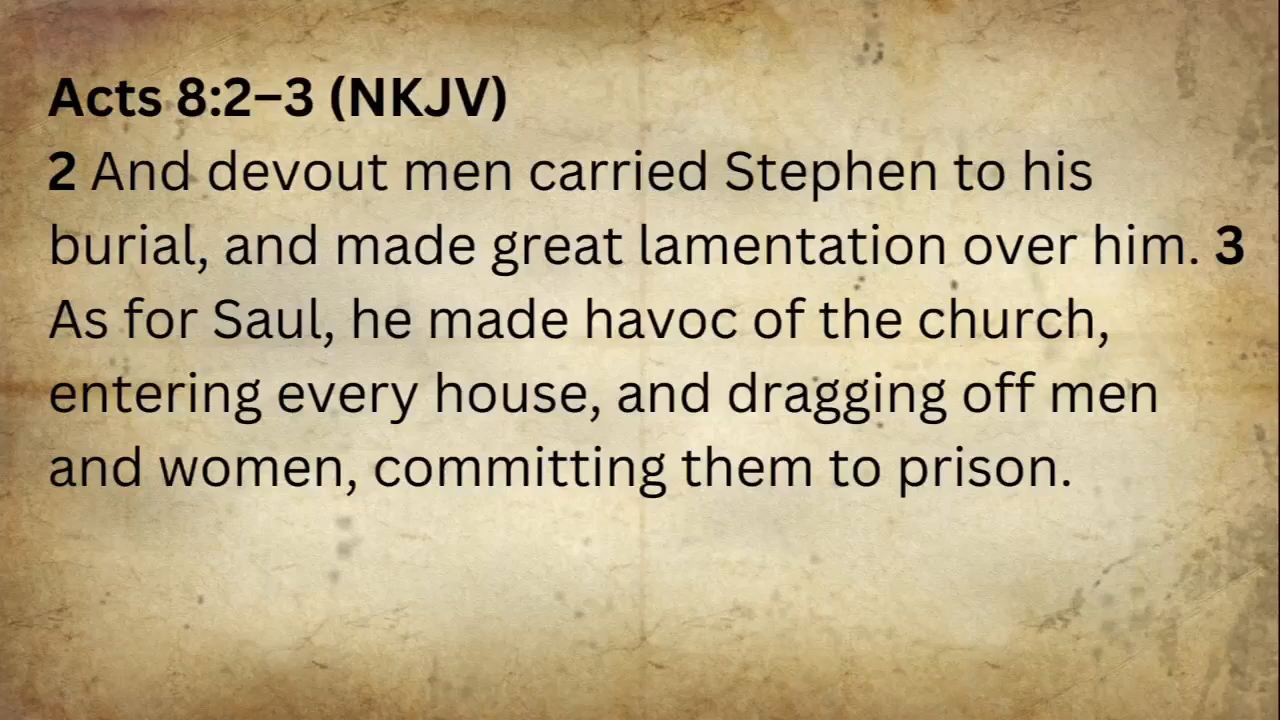 Acts 8:2–3 (NKJV)
2 And devout men carried Stephen to his
burial, and made great lamentation over him. 3
As for Saul, he made havoc of the church,
entering every house, and dragging off men
and women, committing them to prison.